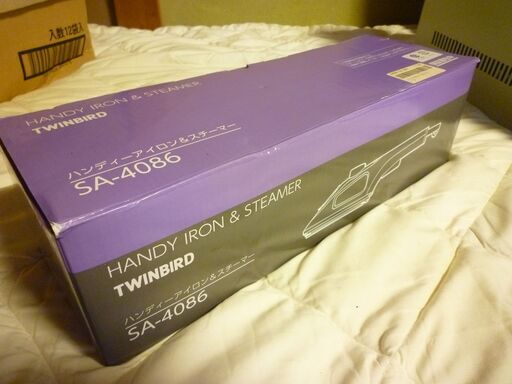 入数12袋入
HANDY IRON & STEAMER
TWINBIRD
ハンディーアイロン&スチーマー
SA-4086
HANDY IRON & STEAMER
TWINBIRD
ハンディーアイロン&スチーマー
SA-4086